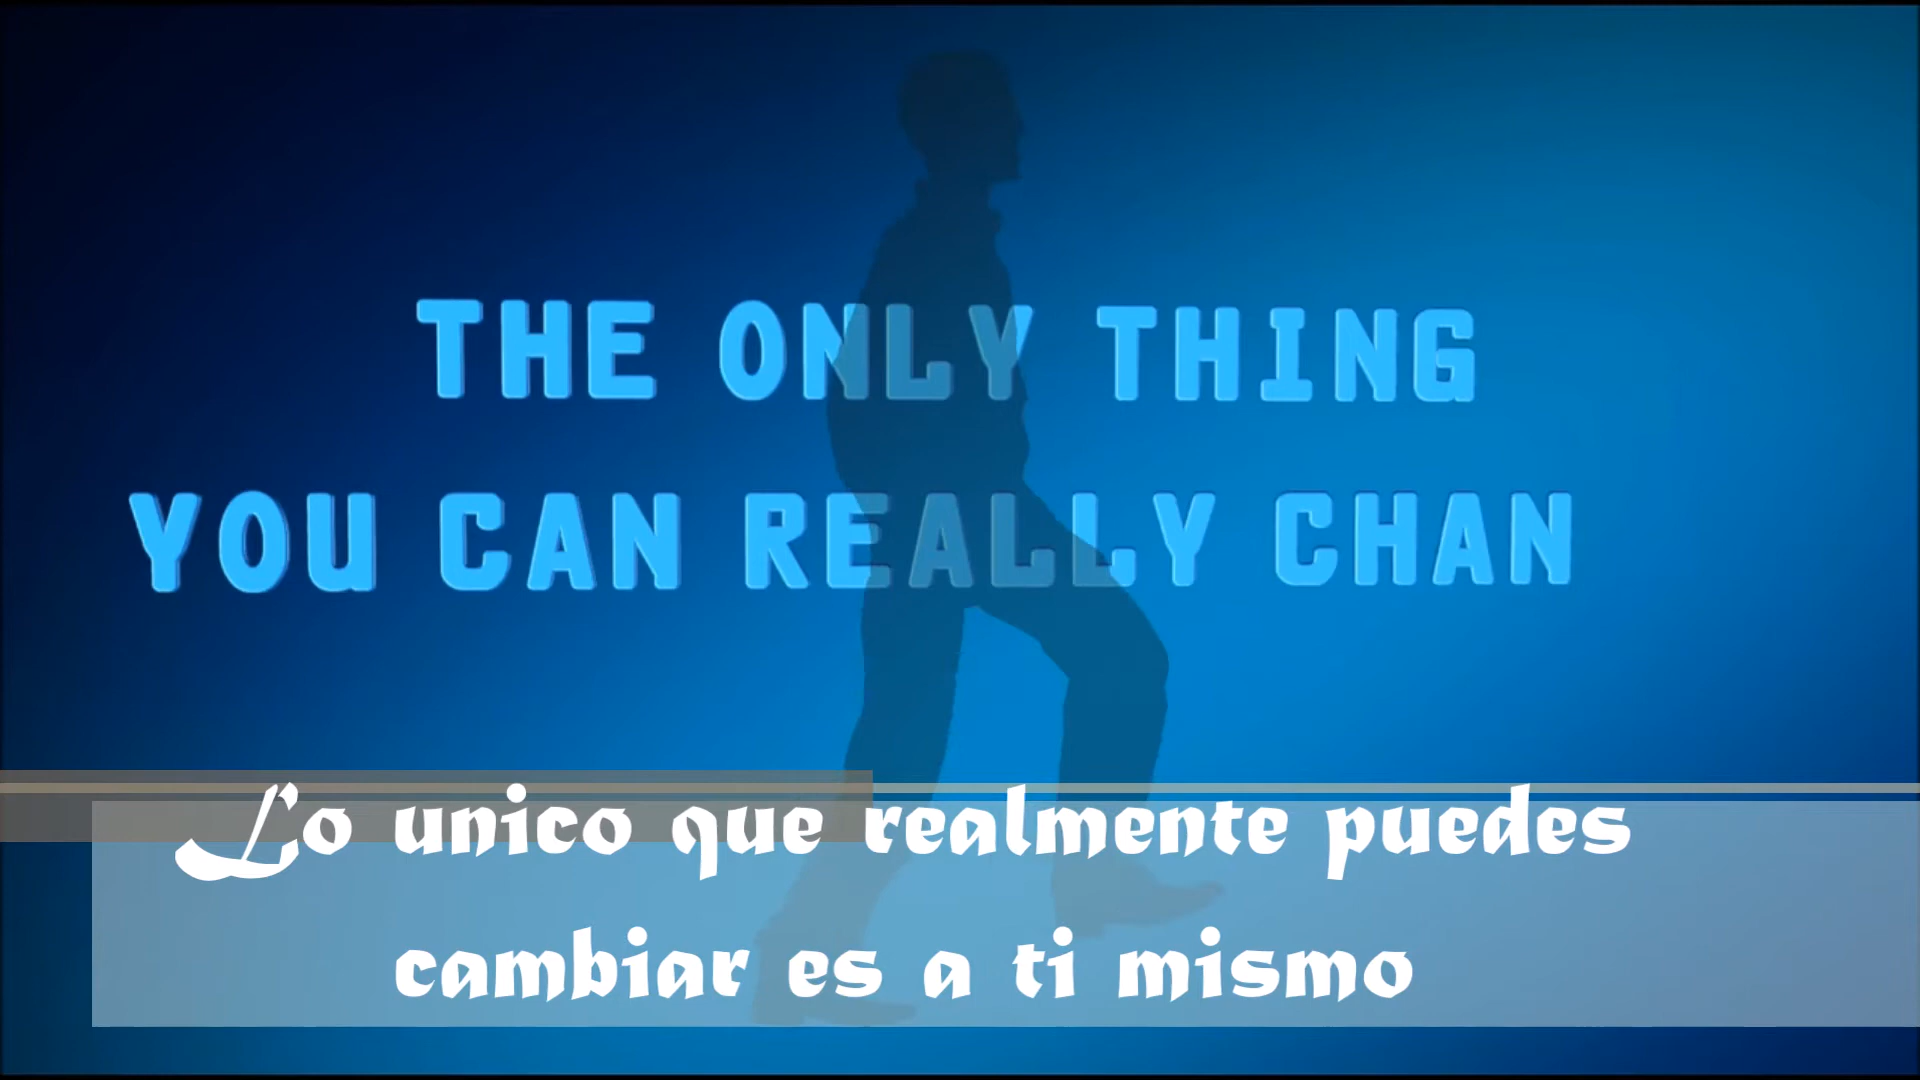 THE ONLY THING
YOU CAN REALLY CHAN
Lo unico que realmente puedes
cambiar es a ti mismo